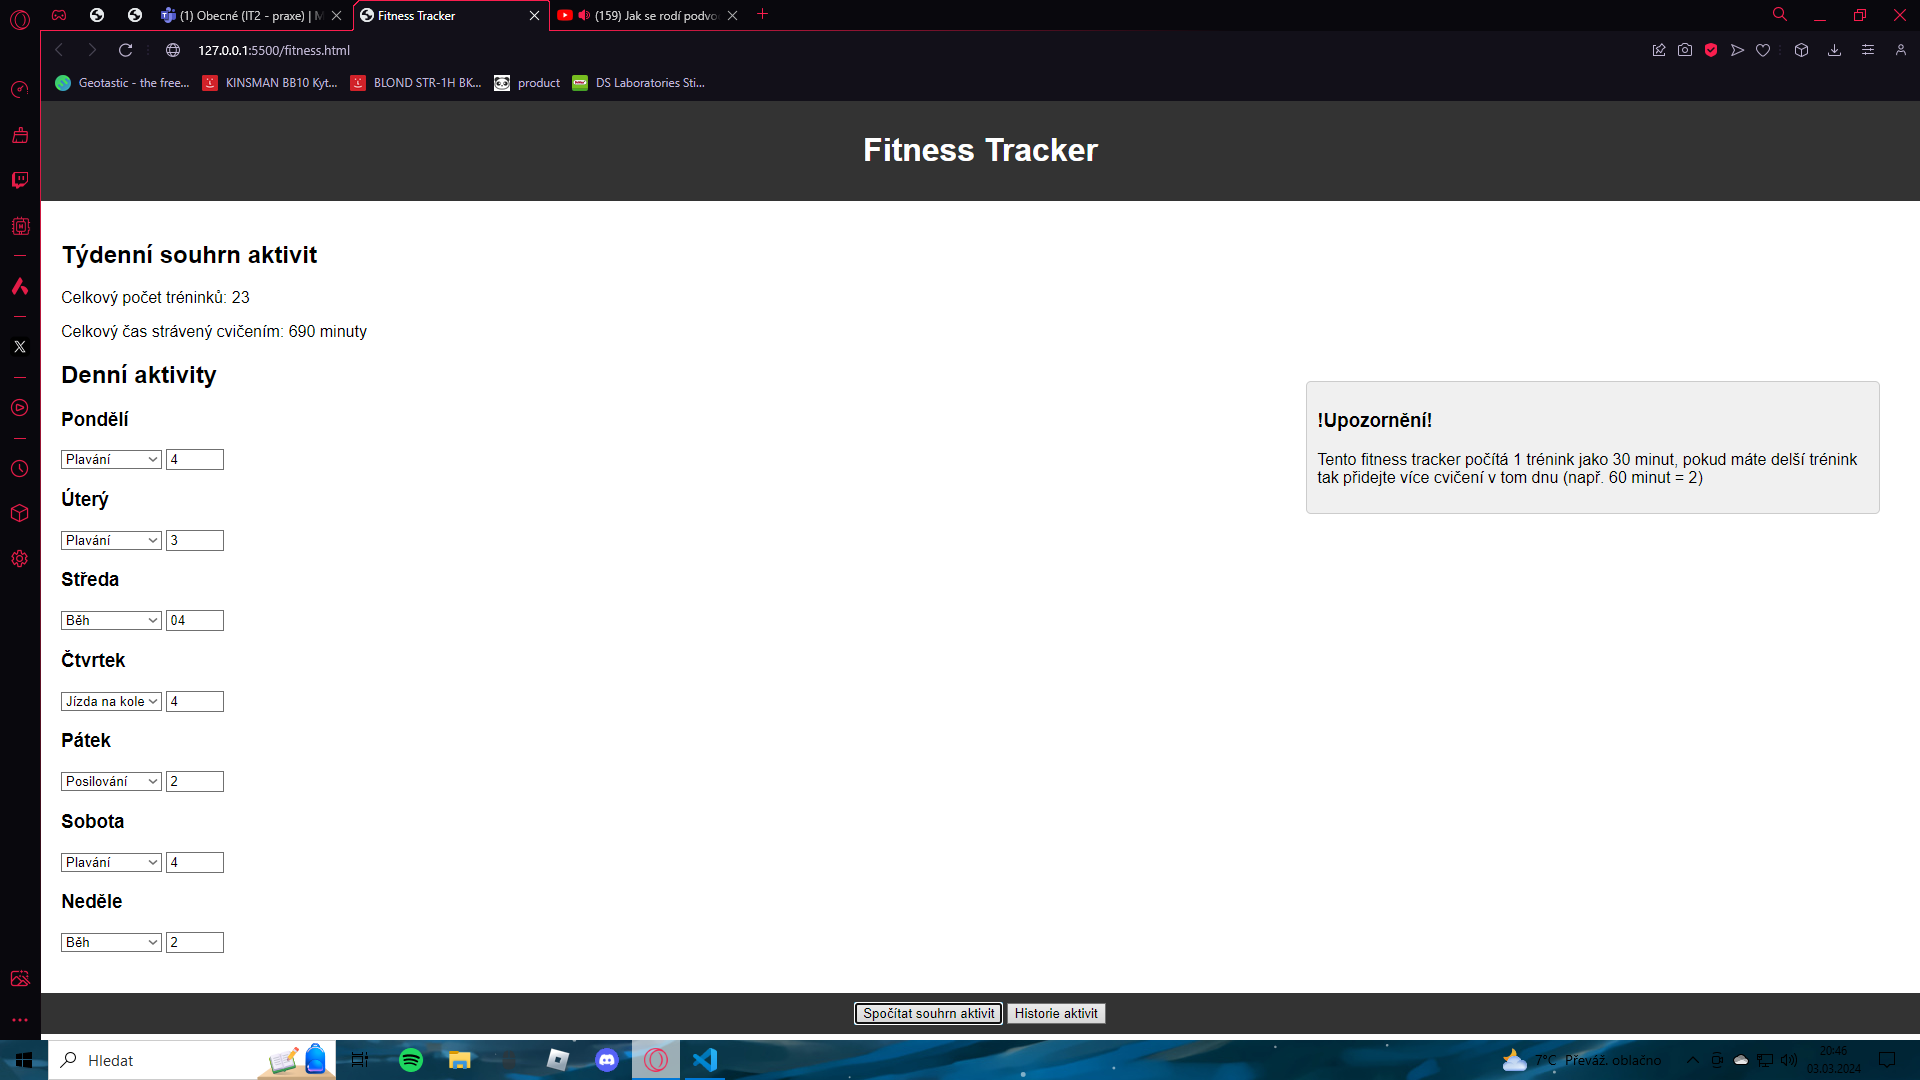 (1) Obecné (IT2 - praxe) | M
Fitness Tracker
(159) Jak se rodí podvo
127.0.0.1:5500/fitness.html
Geotastic - the free...
KINSMAN BB10 Kyt...
BLOND STR-1H BK...
product
DS Laboratories Sti...
Fitness Tracker
Týdenní souhrn aktivit
Celkový počet tréninků: 23
Celkový čas strávený cvičením: 690 minuty
Denní aktivity
Pondělí
Plavání 4
Úterý
Plavání 3
Středa
Běh 04
Čtvrtek
Jízda na kole 4
Pátek
Posilování 2
Sobota
Plavání 4
Neděle
Běh 2
!Upozornění!
Tento fitness tracker počítá 1 trénink jako 30 minut, pokud máte delší trénink
tak přidejte více cvičení v tom dnu (např. 60 minut = 2)
Spočítat souhrn aktivit Historie aktivit
Hledat
7°C Převáž. oblačno
20:46
03.03.2024